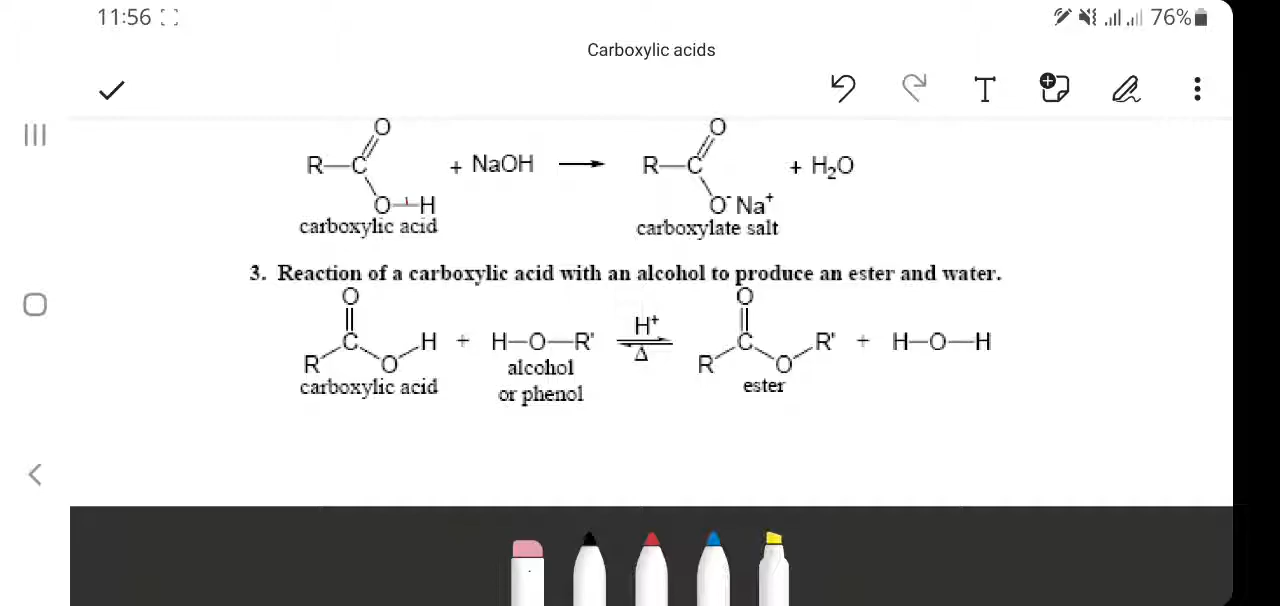 11:56 76%
Carboxylic acids
T
O O
R—C + NaOH → R—C + H₂O
O—H O⁻ Na⁺
carboxylic acid carboxylate salt
3. Reaction of a carboxylic acid with an alcohol to produce an ester and water.
O O
H⁺
C H + H—O—R' ⇌ C R' + H—O—H
Δ
R O R O
alcohol
carboxylic acid ester
or phenol